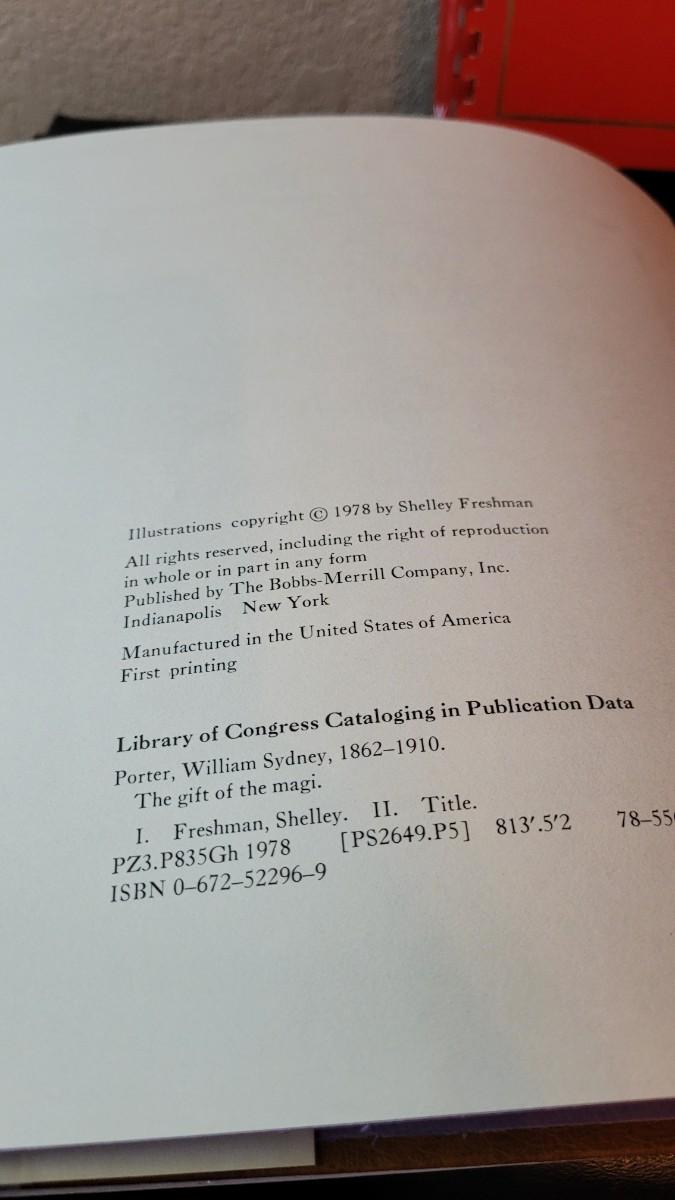 Illustrations copyright © 1978 by Shelley Freshman
All rights reserved, including the right of reproduction
in whole or in part in any form
Published by The Bobbs-Merrill Company, Inc.
Indianapolis New York
Manufactured in the United States of America
First printing
Library of Congress Cataloging in Publication Data
Porter, William Sydney, 1862–1910.
The gift of the magi.
I. Freshman, Shelley. II. Title.
PZ3.P835Gh 1978 [PS2649.P5] 813'.5'2 78–55
ISBN 0–672–52296–9